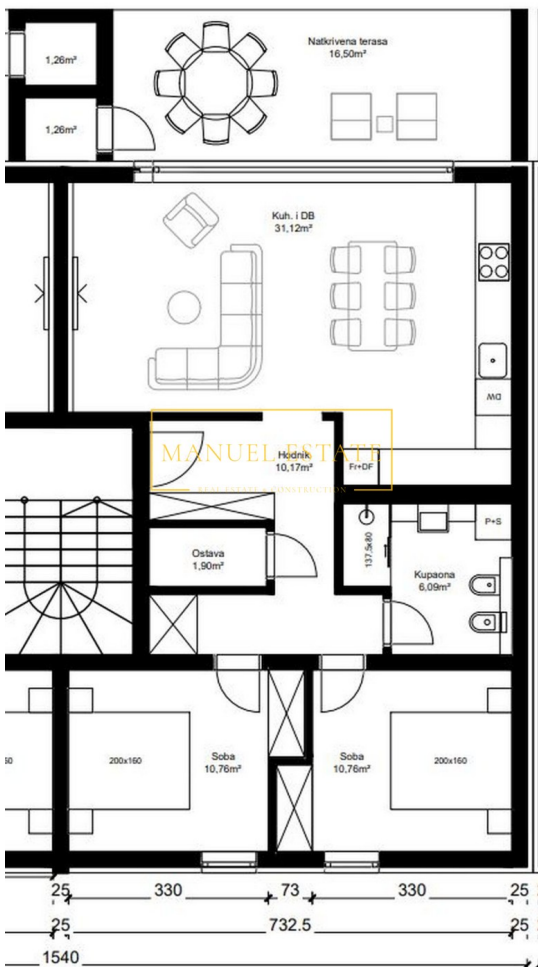 1,26m²
Natkrivena terasa
16,50m²
1,26m²
Kuh. i DB
31,12m²
DW
MANUEL ESTATE
REAL ESTATE & CONSTRUCTION
Hodnik
10,17m²
Fr+DF
137.5x80
P+S
Ostava
1,90m²
Kupaona
6,09m²
60
200x160
Soba
10,76m²
Soba
10,76m²
200x160
25 330 73 330 25
25 732.5 25
1540